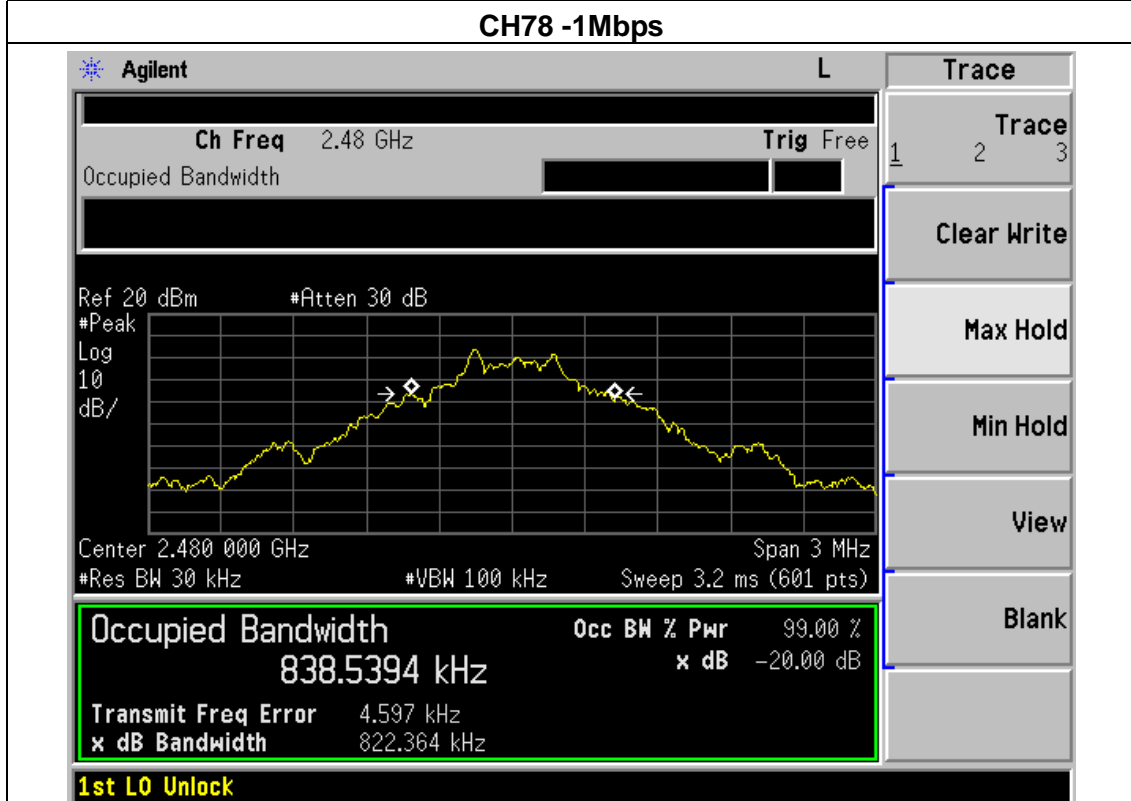 CH78 -1Mbps
Agilent L Trace
Ch Freq 2.48 GHz Trig Free
Occupied Bandwidth
Trace
1 2 3
Clear Write
Max Hold
Min Hold
View
Blank
Ref 20 dBm #Atten 30 dB
#Peak
Log
10
dB/
Center 2.480 000 GHz Span 3 MHz
#Res BW 30 kHz #VBW 100 kHz Sweep 3.2 ms (601 pts)
Occupied Bandwidth Occ BW % Pwr 99.00 %
838.5394 kHz x dB -20.00 dB
Transmit Freq Error 4.597 kHz
x dB Bandwidth 822.364 kHz
1st LO Unlock